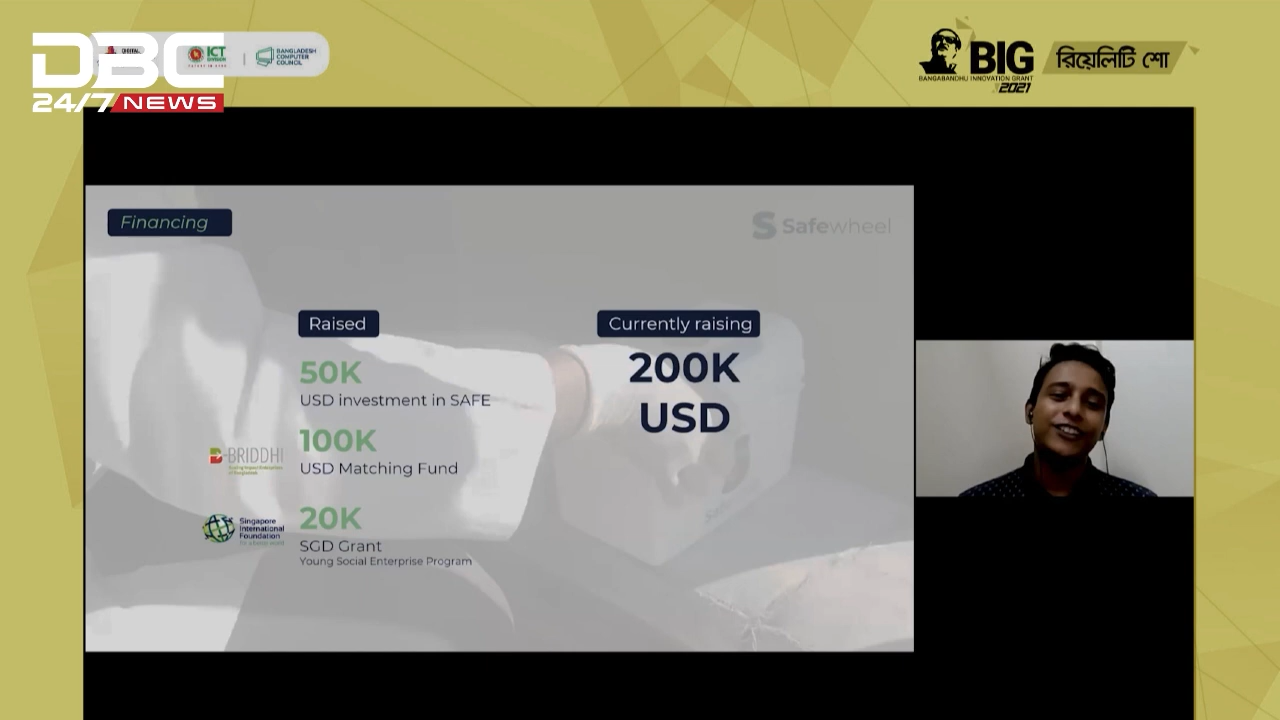 DBC
24/7 NEWS
ICT
DIVISION
BANGLADESH
COMPUTER
COUNCIL
BIG
BANGABANDHU INNOVATION GRANT
2021
রিয়েলিটি শো
Financing
Safewheel
Raised
50K
USD investment in SAFE
B-BRIDDHI
100K
USD Matching Fund
Singapore
International
Foundation
20K
SGD Grant
Young Social Enterprise Program
Currently raising
200K
USD